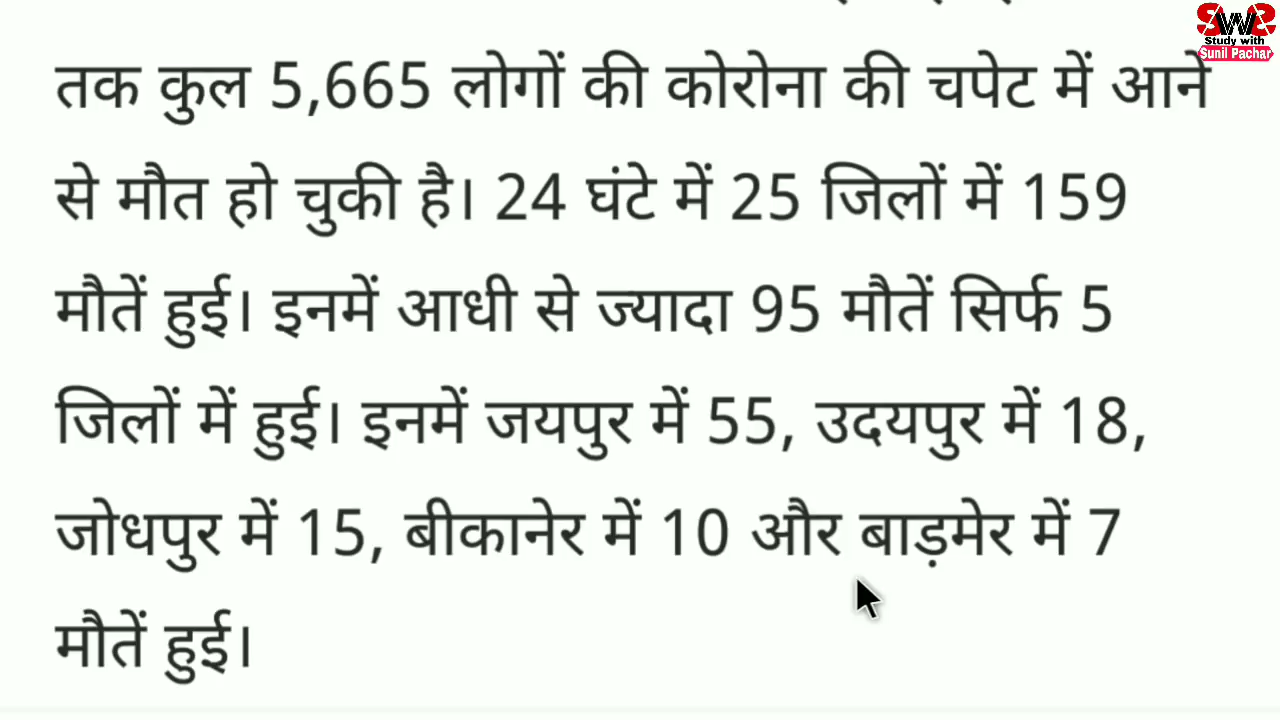 SWS
Study with
Sunil Pachar
तक कुल 5,665 लोगों की कोरोना की चपेट में आने
से मौत हो चुकी है। 24 घंटे में 25 जिलों में 159
मौतें हुई। इनमें आधी से ज्यादा 95 मौतें सिर्फ 5
जिलों में हुई। इनमें जयपुर में 55, उदयपुर में 18,
जोधपुर में 15, बीकानेर में 10 और बाड़मेर में 7
मौतें हुई।